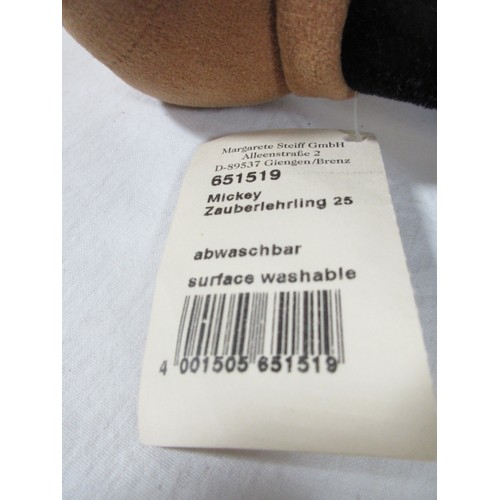 Margarete Steiff GmbH
Alleenstraße 2
D-89537 Giengen/Brenz
651519
Mickey
Zauberlehrling 25
abwaschbar
surface washable
4 001505 651519